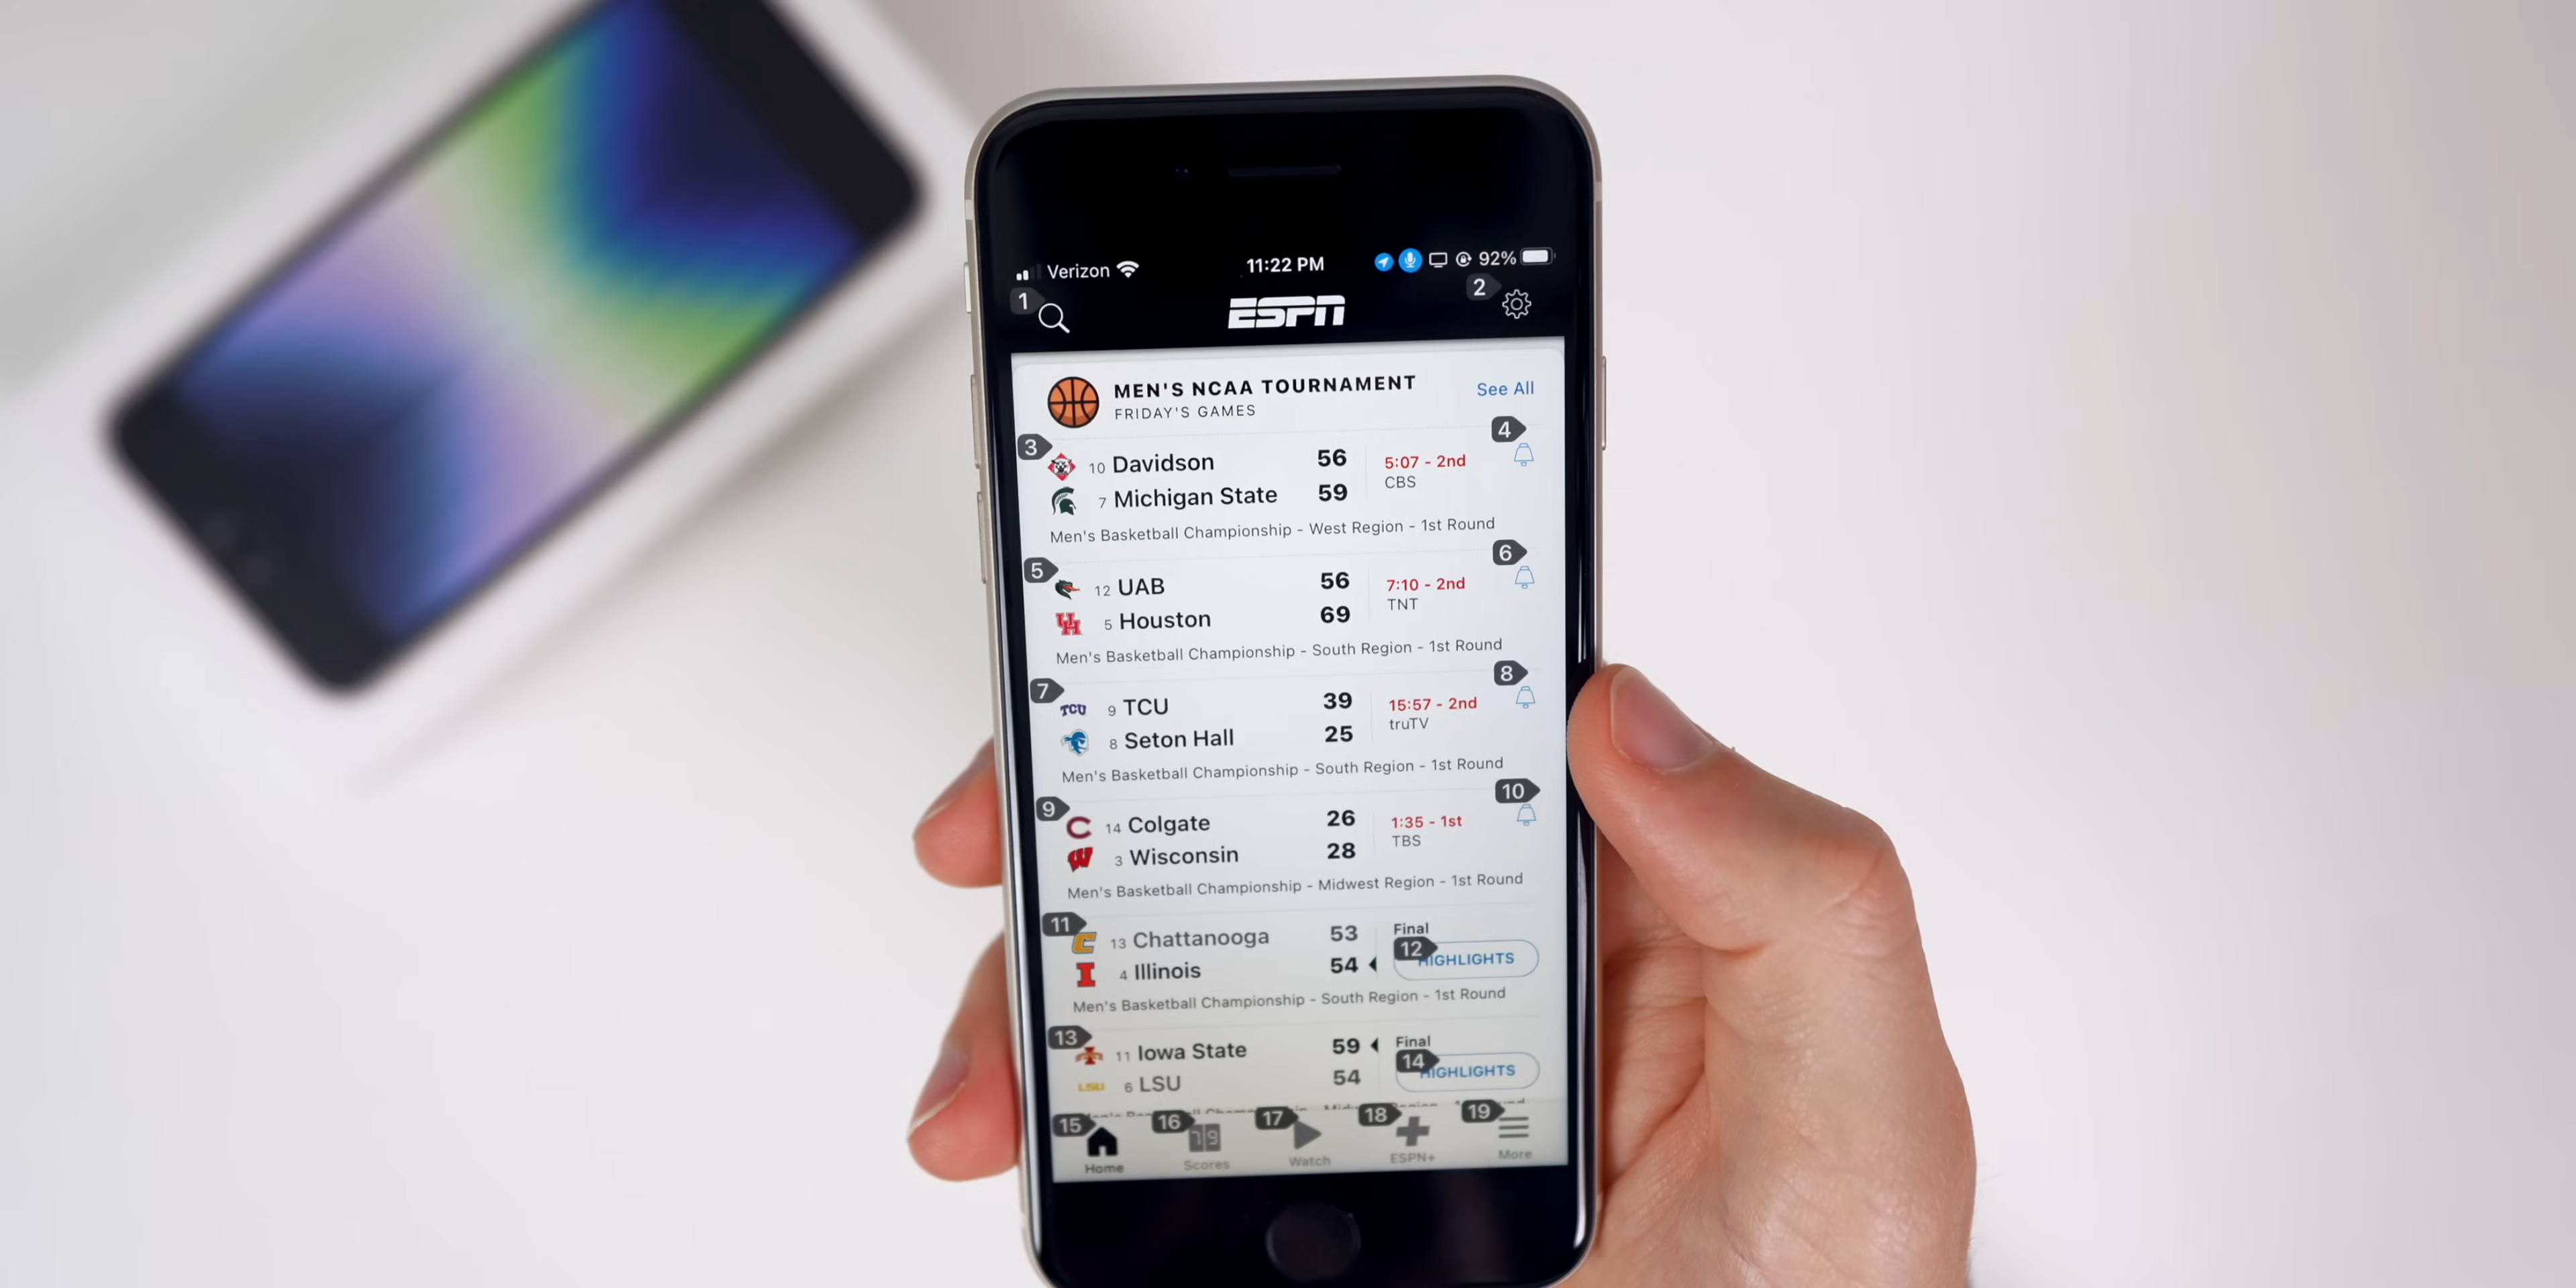 Verizon 11:22 PM 92%
1 2
ESPN
MEN'S NCAA TOURNAMENT See All
FRIDAY'S GAMES
3 4
10 Davidson 56 5:07 - 2nd
CBS
7 Michigan State 59
Men's Basketball Championship - West Region - 1st Round
5 6
12 UAB 56 7:10 - 2nd
TNT
5 Houston 69
Men's Basketball Championship - South Region - 1st Round
7 8
TCU 9 TCU 39 15:57 - 2nd
truTV
8 Seton Hall 25
Men's Basketball Championship - South Region - 1st Round
9 10
C 14 Colgate 26 1:35 - 1st
TBS
W 3 Wisconsin 28
Men's Basketball Championship - Midwest Region - 1st Round
11 Final
C 13 Chattanooga 53 12
I 4 Illinois 54 HIGHLIGHTS
Men's Basketball Championship - South Region - 1st Round
13 Final
11 Iowa State 59 14
LSU 6 LSU 54 HIGHLIGHTS
15 16 17 18 19
Home Scores Watch ESPN+ More